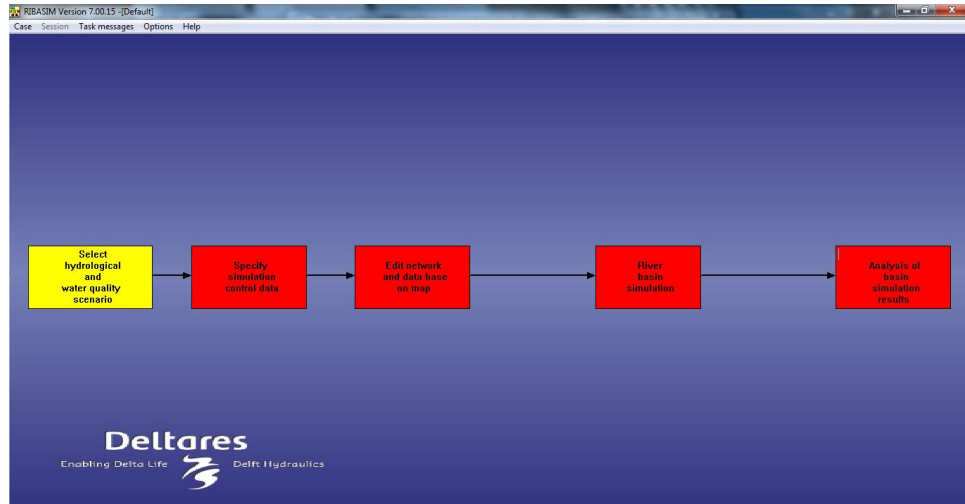 RIBASIM Version 7.00.15 -[Default]
Case Session Task messages Options Help
Select
hydrological
and
water quality
scenario
Specify
simulation
control data
Edit network
and data base
on map
River
basin
simulation
Analysis of
basin
simulation
results
Deltares
Enabling Delta Life Delft Hydraulics